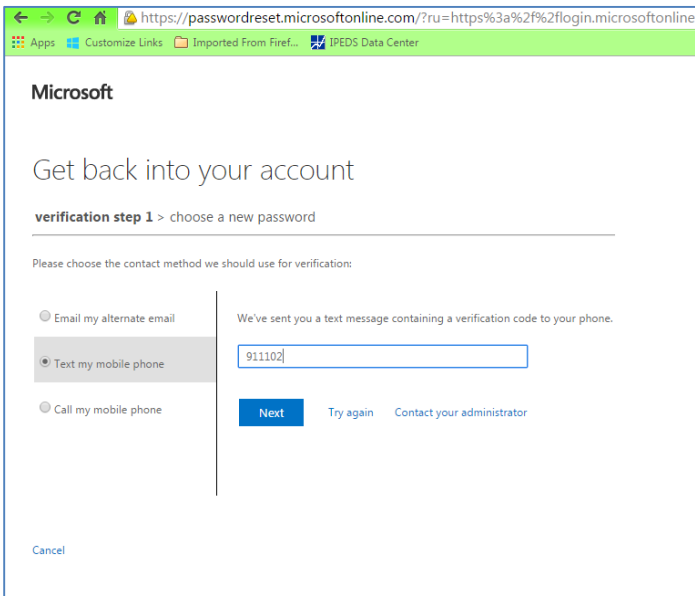 https://passwordreset.microsoftonline.com/?ru=https%3a%2f%2flogin.microsoftonline
Apps Customize Links Imported From Firef... IPEDS Data Center
Microsoft
Get back into your account
verification step 1 > choose a new password
Please choose the contact method we should use for verification:
Email my alternate email
Text my mobile phone
Call my mobile phone
We've sent you a text message containing a verification code to your phone.
911102
Next Try again Contact your administrator
Cancel